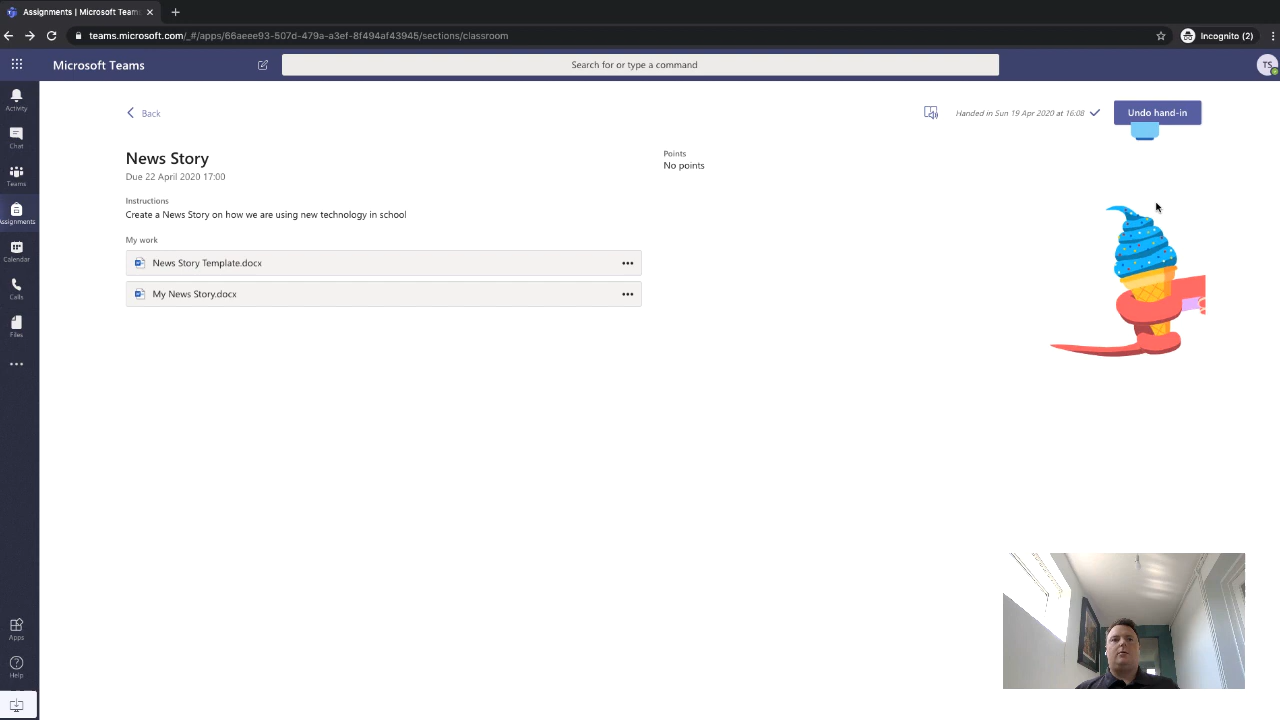 Assignments | Microsoft Team
teams.microsoft.com/_#/apps/66aeee93-507d-479a-a3ef-8f494af43945/sections/classroom
Incognito (2)
Microsoft Teams
Search for or type a command
TS
Activity
Chat
Teams
Assignments
Calendar
Calls
Files
Apps
Help
Back
Handed in Sun 19 Apr 2020 at 16:08
Undo hand-in
News Story
Due 22 April 2020 17:00
Points
No points
Instructions
Create a News Story on how we are using new technology in school
My work
News Story Template.docx
My News Story.docx